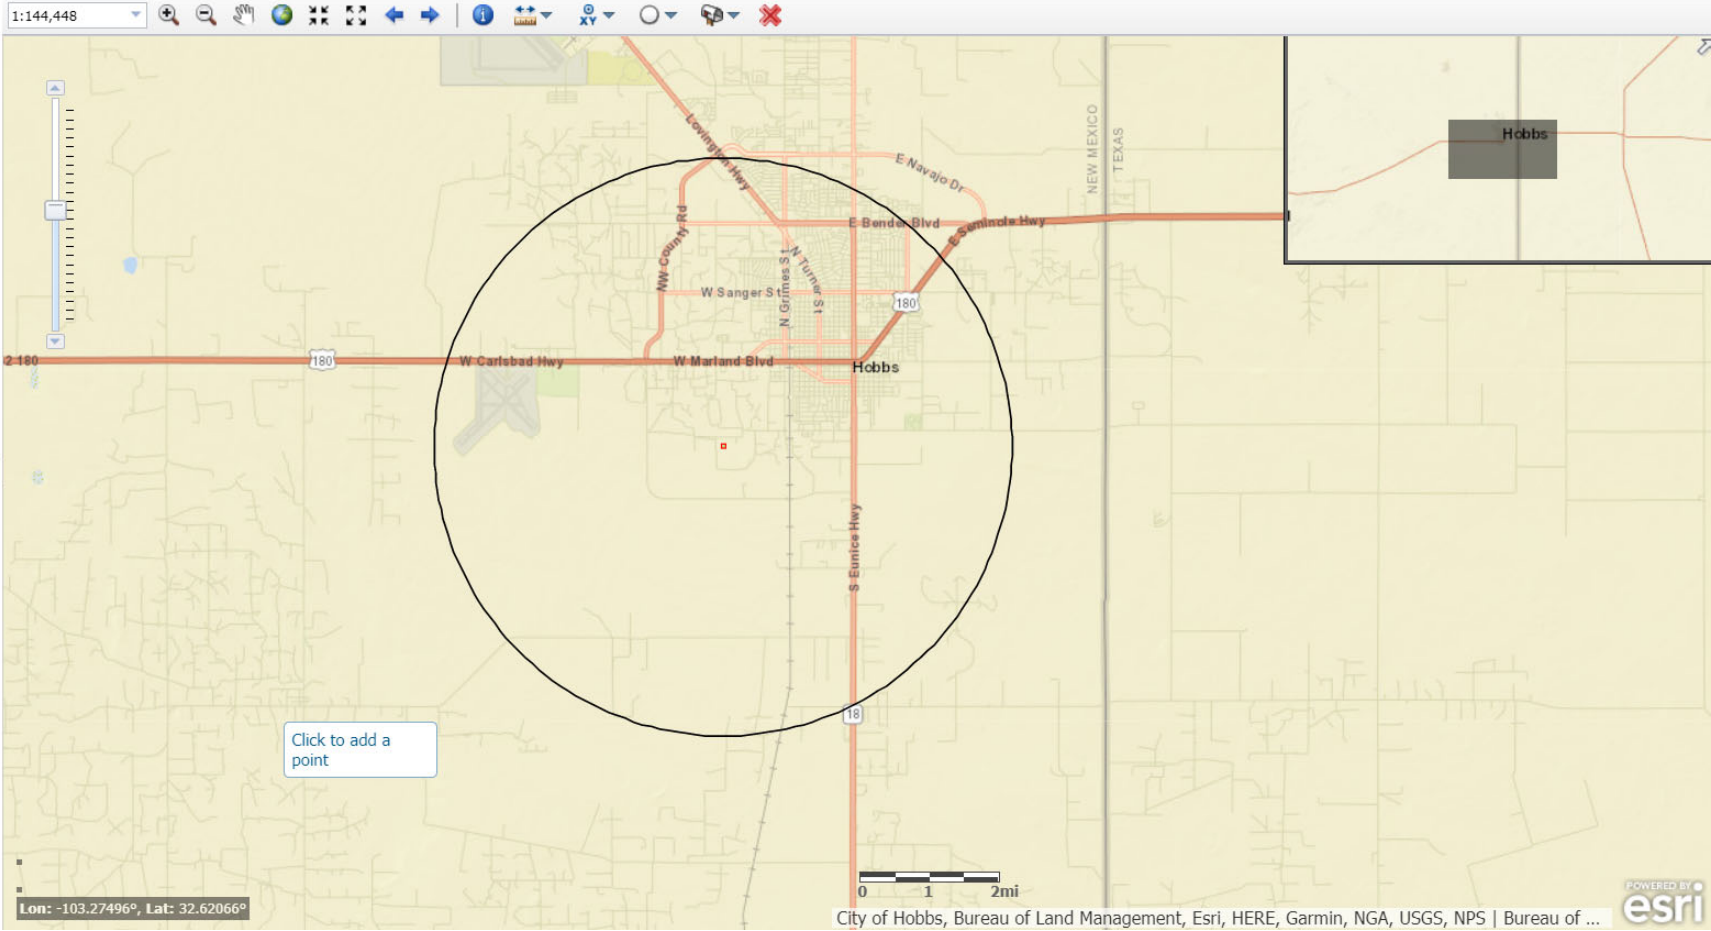 1:144,448
XY
Lovington Hwy
E Navajo Dr
NEW MEXICO
TEXAS
Hobbs
NW County Rd
E Bender Blvd
E Seminole Hwy
N Grimes St
N Turner St
W Sanger St
180
2 180
180
W Carlsbad Hwy
W Marland Blvd
Hobbs
S Eunice Hwy
18
Click to add a
point
0 1 2mi
Lon: -103.27496°, Lat: 32.62066°
City of Hobbs, Bureau of Land Management, Esri, HERE, Garmin, NGA, USGS, NPS | Bureau of ...
POWERED BY
esri